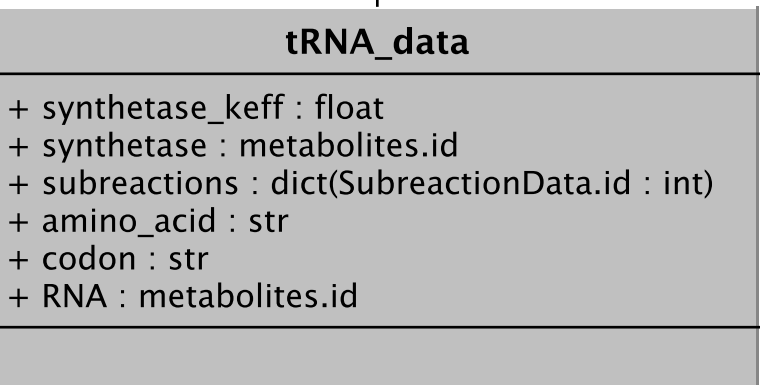 tRNA_data
+ synthetase_keff : float
+ synthetase : metabolites.id
+ subreactions : dict(SubreactionData.id : int)
+ amino_acid : str
+ codon : str
+ RNA : metabolites.id